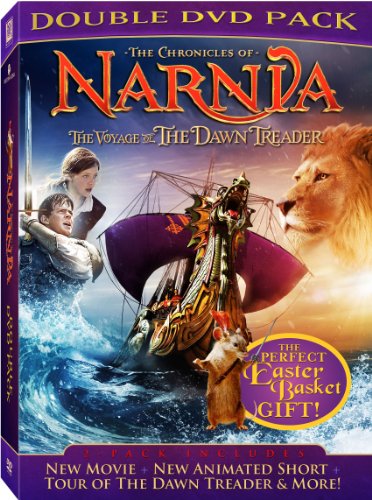 DOUBLE DVD PACK
THE CHRONICLES OF
NARNIA
THE VOYAGE OF THE DAWN TREADER
THE
PERFECT
Easter
Basket
GIFT!
2-PACK INCLUDES
NEW MOVIE + NEW ANIMATED SHORT +
TOUR OF THE DAWN TREADER & MORE!
NARNIA